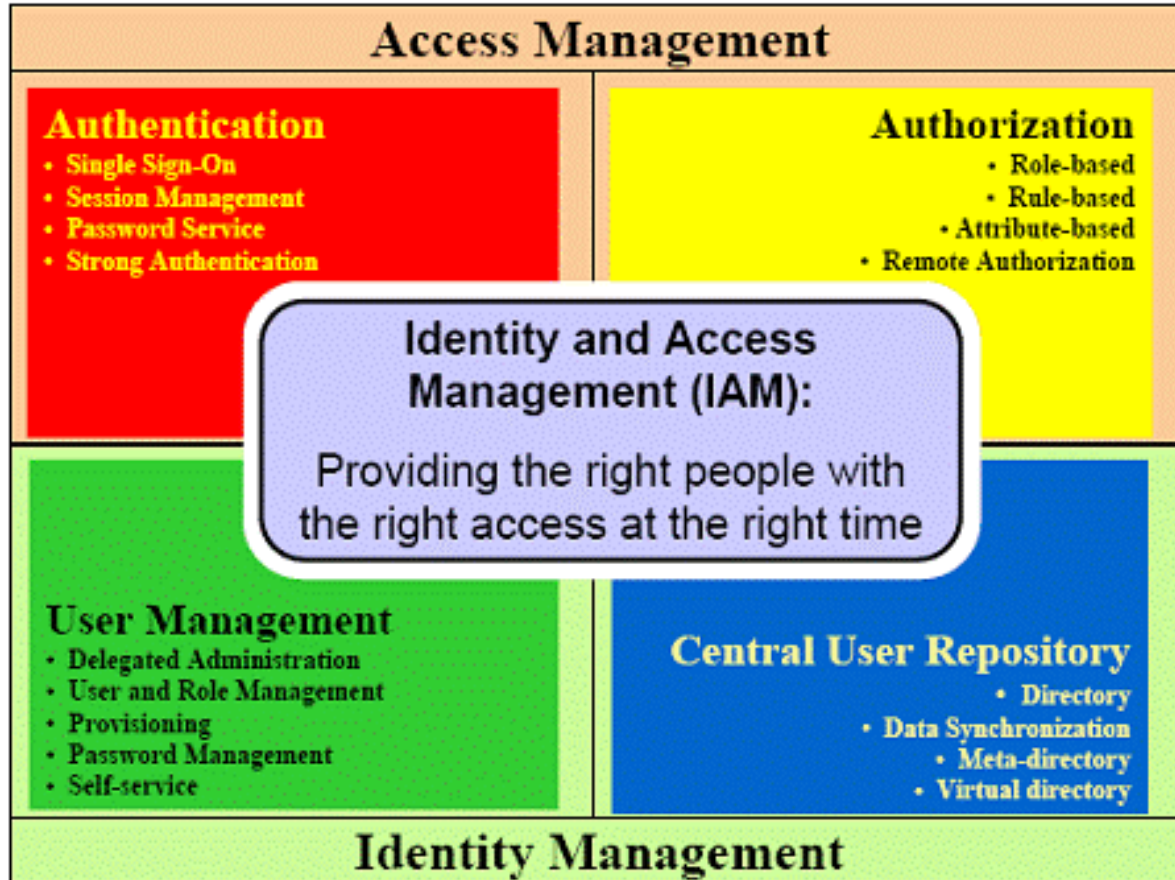 Access Management
Authentication
• Single Sign-On
• Session Management
• Password Service
• Strong Authentication
Authorization
• Role-based
• Rule-based
• Attribute-based
• Remote Authorization
Identity and Access
Management (IAM):
Providing the right people with
the right access at the right time
User Management
• Delegated Administration
• User and Role Management
• Provisioning
• Password Management
• Self-service
Central User Repository
• Directory
• Data Synchronization
• Meta-directory
• Virtual directory
Identity Management